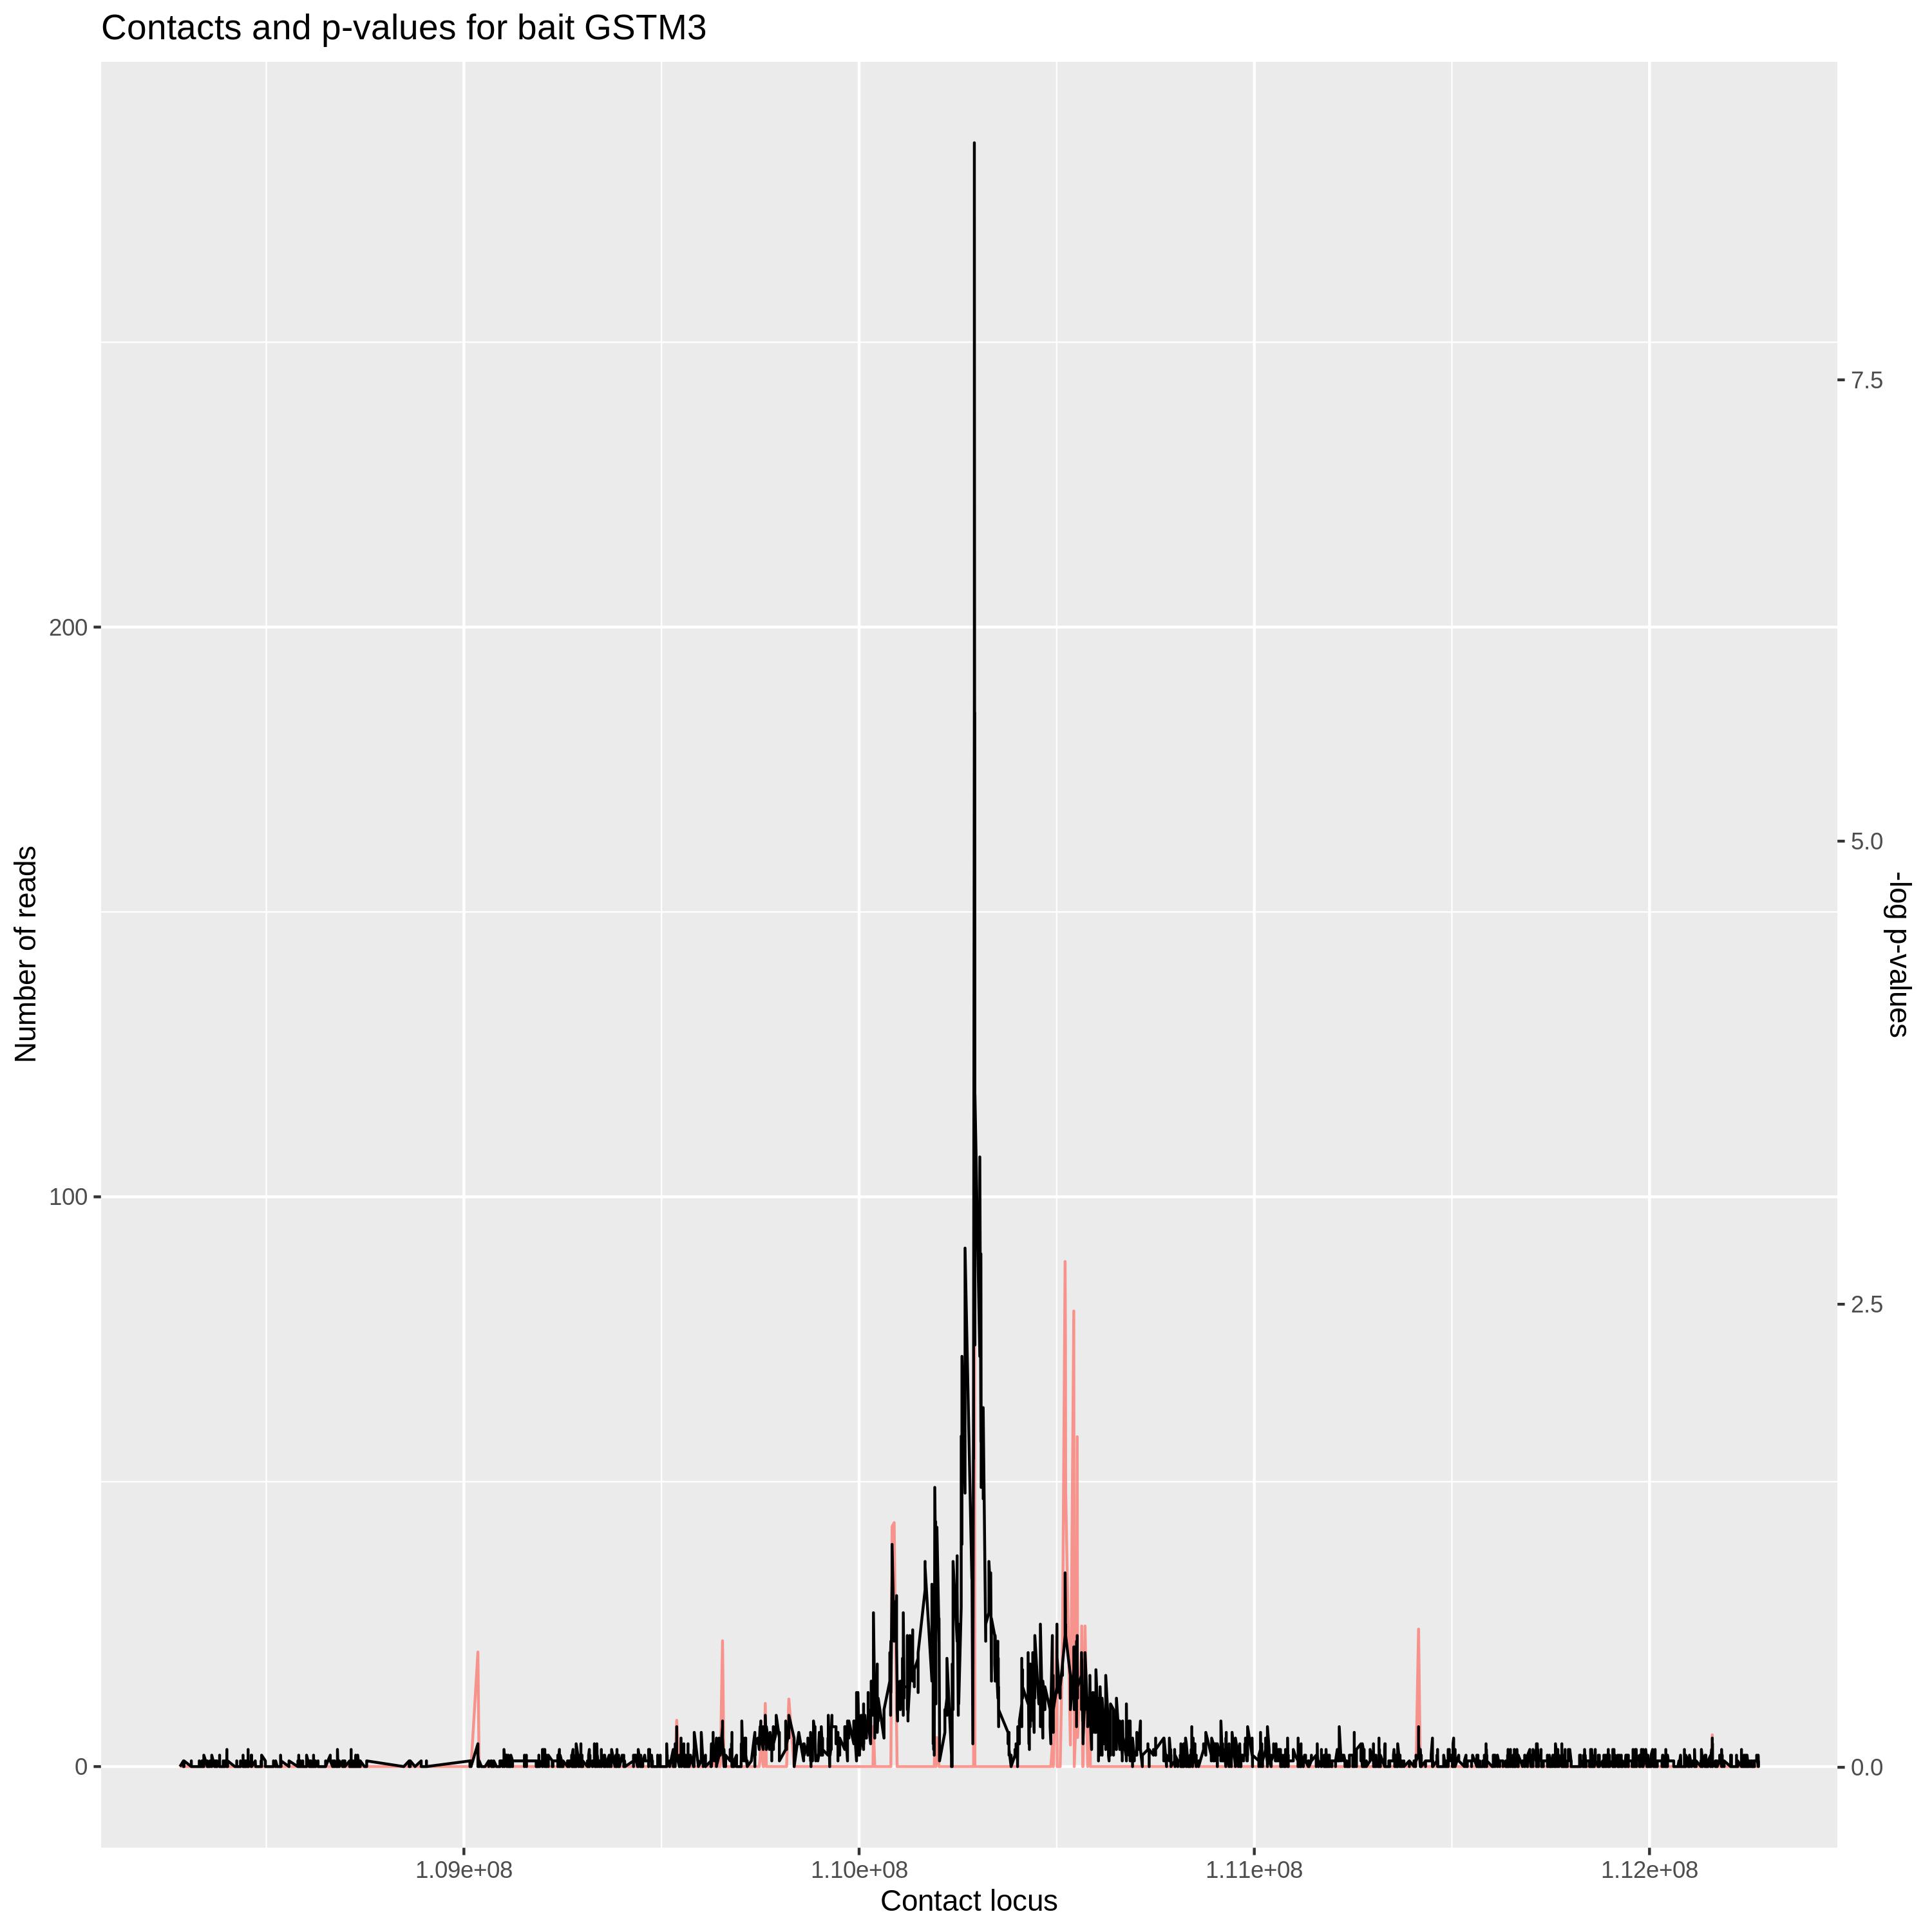 Contacts and p-values for bait GSTM3
Number of reads
200
100
0
7.5
5.0
2.5
0.0
-log p-values
1.09e+08
1.10e+08
1.11e+08
1.12e+08
Contact locus